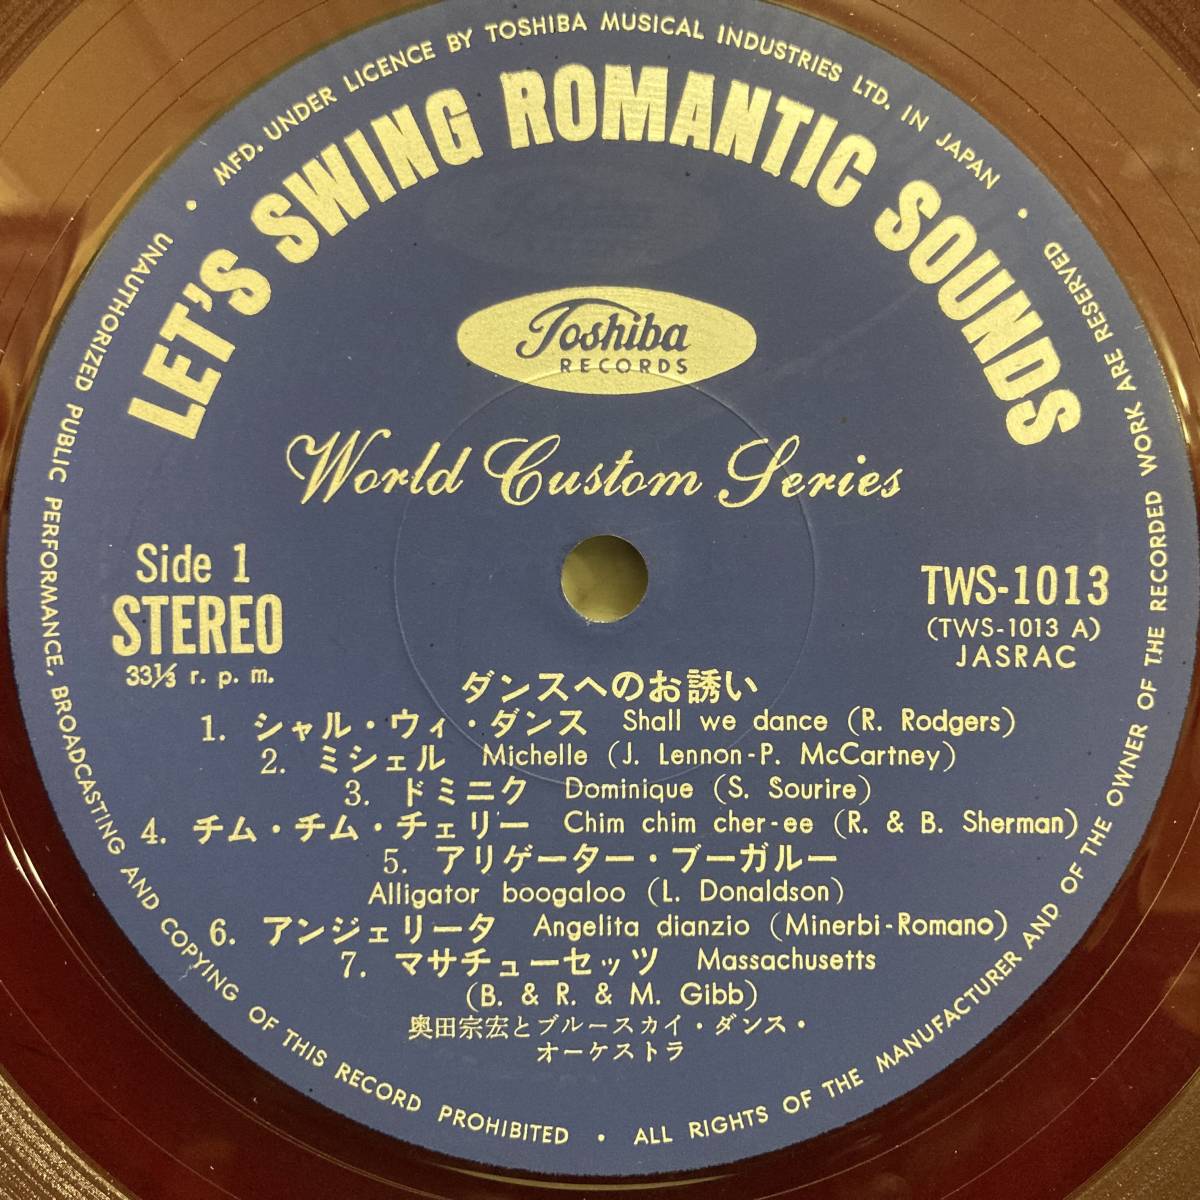 MFD. UNDER LICENCE BY TOSHIBA MUSICAL INDUSTRIES LTD. IN JAPAN
LET'S SWING ROMANTIC SOUNDS
Toshiba
RECORDS
World Custom Series
Side 1
STEREO
33⅓ r. p. m.
TWS-1013
(TWS-1013 A)
JASRAC
ダンスへのお誘い
1. シャル・ウィ・ダンス Shall we dance (R. Rodgers)
2. ミシェル Michelle (J. Lennon-P. McCartney)
3. ドミニク Dominique (S. Sourire)
4. チム・チム・チェリー Chim chim cher-ee (R. & B. Sherman)
5. アリゲーター・ブーガルー
Alligator boogaloo (L. Donaldson)
6. アンジェリータ Angelita dianzio (Minerbi-Romano)
7. マサチューセッツ Massachusetts
(B. & R. & M. Gibb)
奥田宗宏とブルースカイ・ダンス・
オーケストラ
UNAUTHORIZED PUBLIC PERFORMANCE, BROADCASTING AND COPYING OF THIS RECORD PROHIBITED • ALL RIGHTS OF THE MANUFACTURER AND OF THE OWNER OF THE RECORDED WORK ARE RESERVED